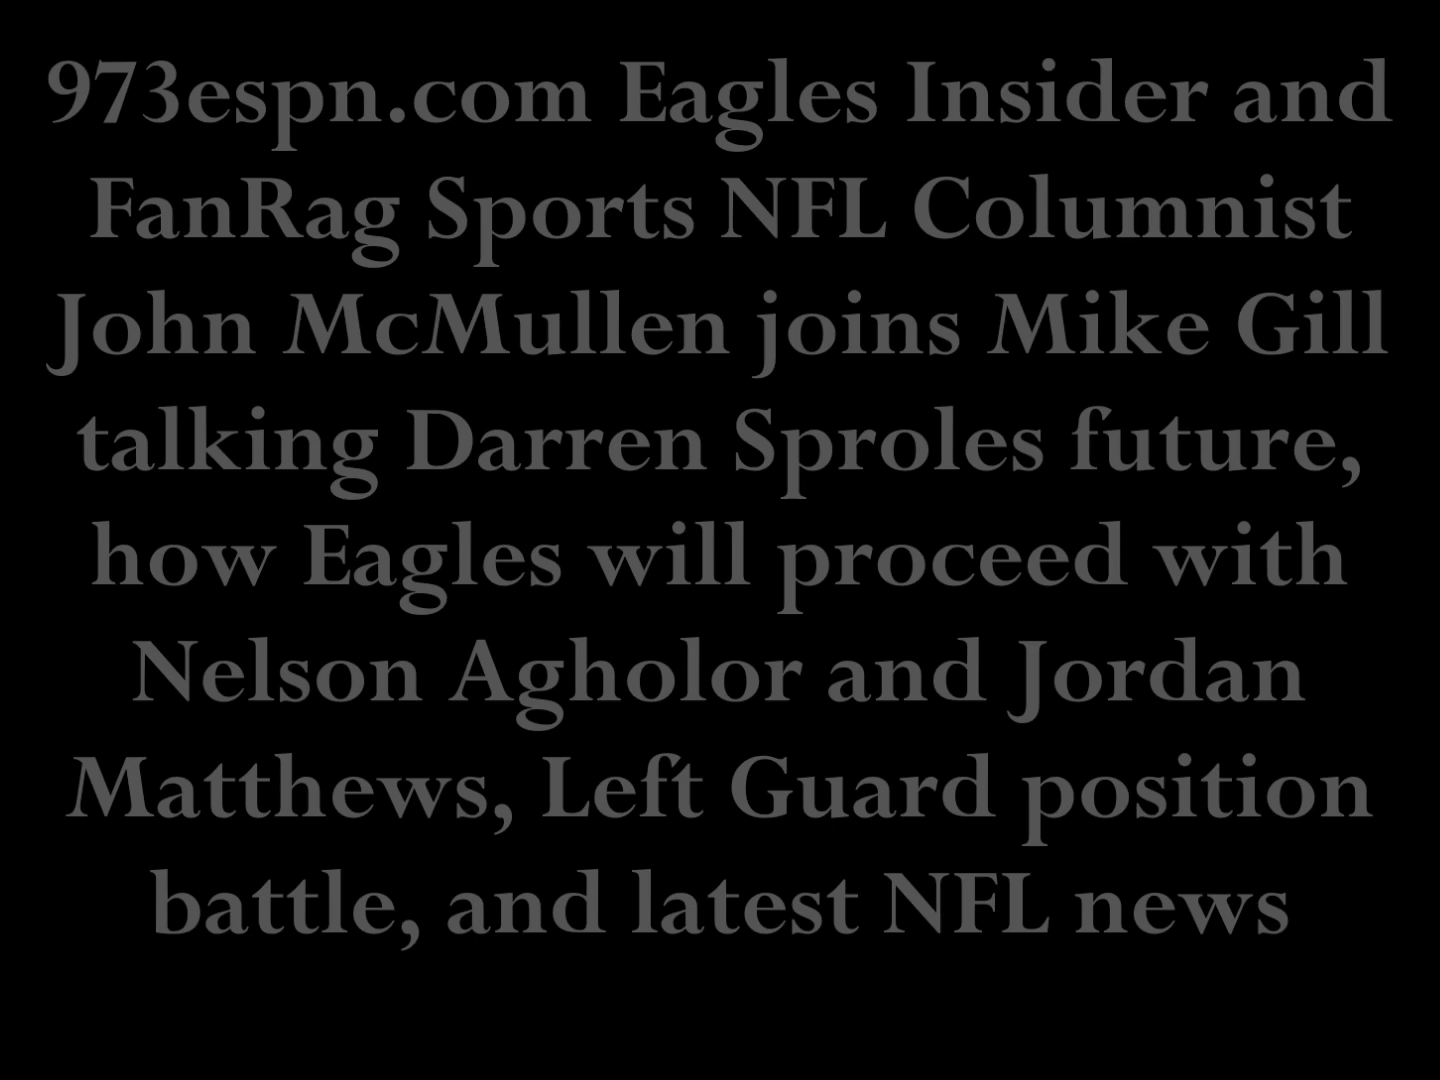 973espn.com Eagles Insider and
FanRag Sports NFL Columnist
John McMullen joins Mike Gill
talking Darren Sproles future,
how Eagles will proceed with
Nelson Agholor and Jordan
Matthews, Left Guard position
battle, and latest NFL news